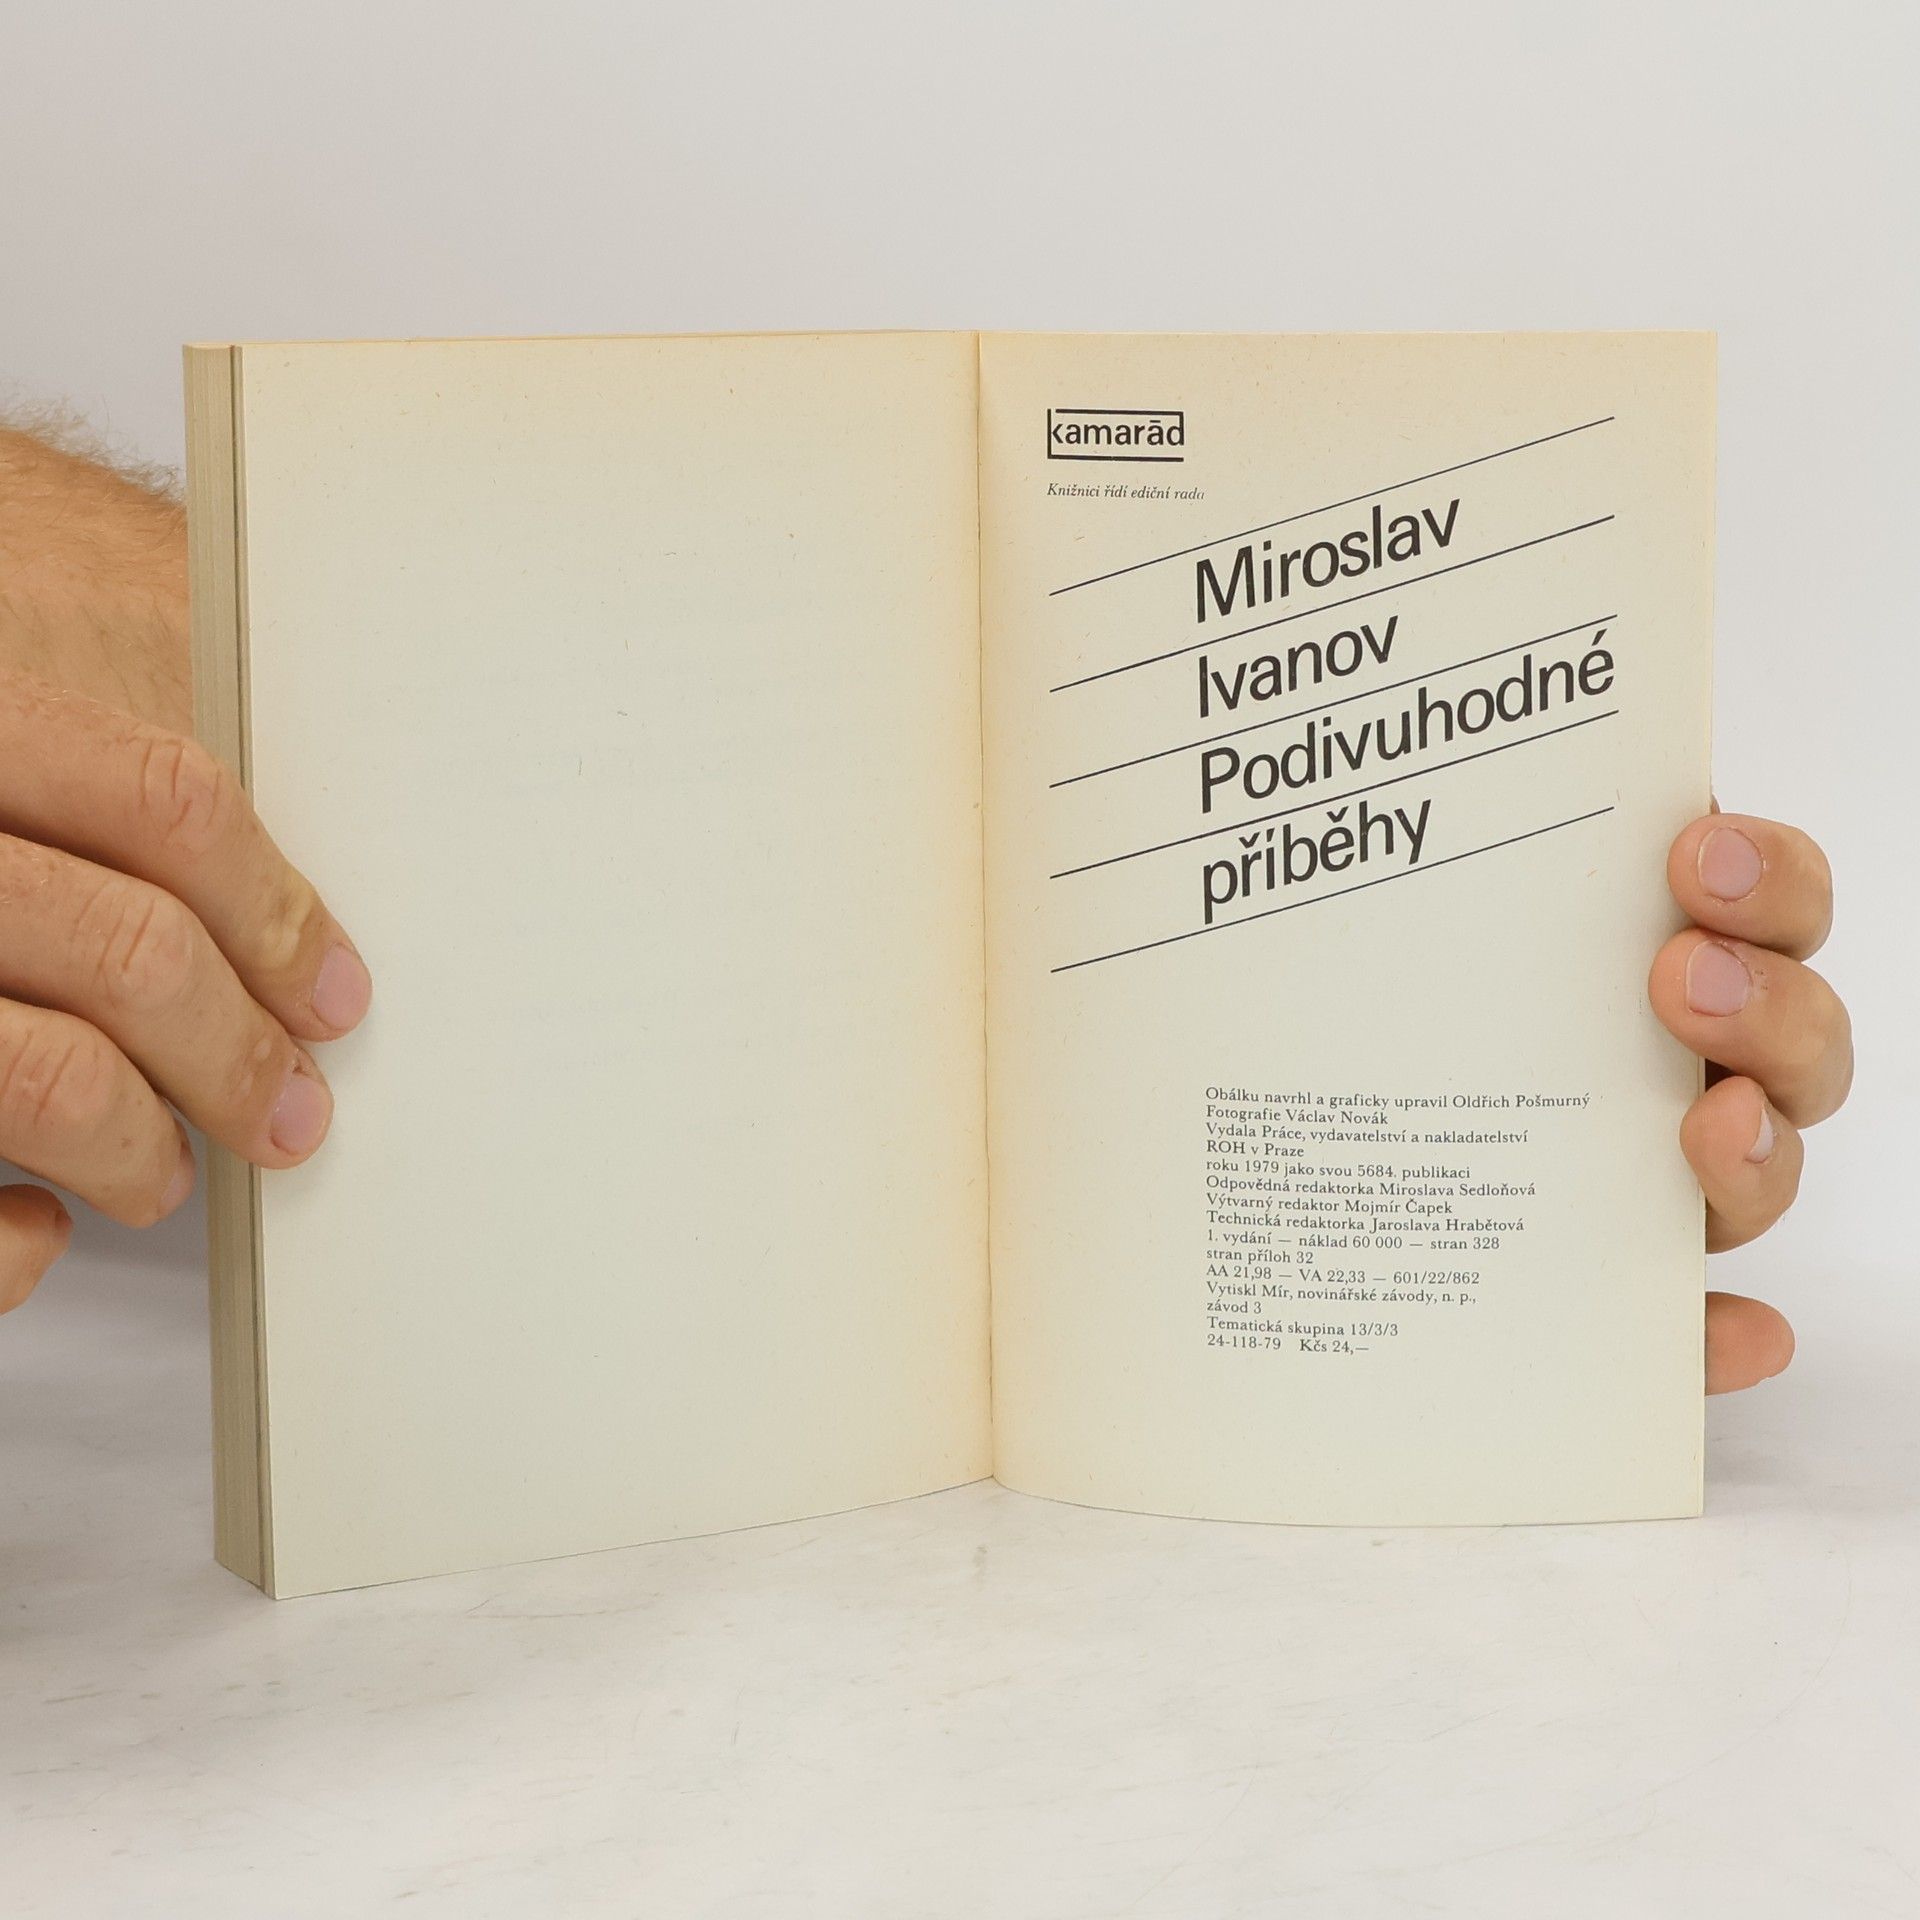 kamarād
Knižnici řídí ediční rada
Miroslav
Ivanov
Podivuhodné
příběhy
Obálku navrhl a graficky upravil Oldřich Pošmurný
Fotografie Václav Novák
Vydala Práce, vydavatelství a nakladatelství
ROH v Praze
roku 1979 jako svou 5684. publikaci
Odpovědná redaktorka Miroslava Sedloňová
Výtvarný redaktor Mojmír Čapek
Technická redaktorka Jaroslava Hrabětová
1. vydání — náklad 60 000 — stran 328
stran příloh 32
AA 21,98 — VA 22,33 — 601/22/862
Vytiskl Mír, novinářské závody, n. p.,
závod 3
Tematická skupina 13/3/3
24-118-79 Kčs 24,—